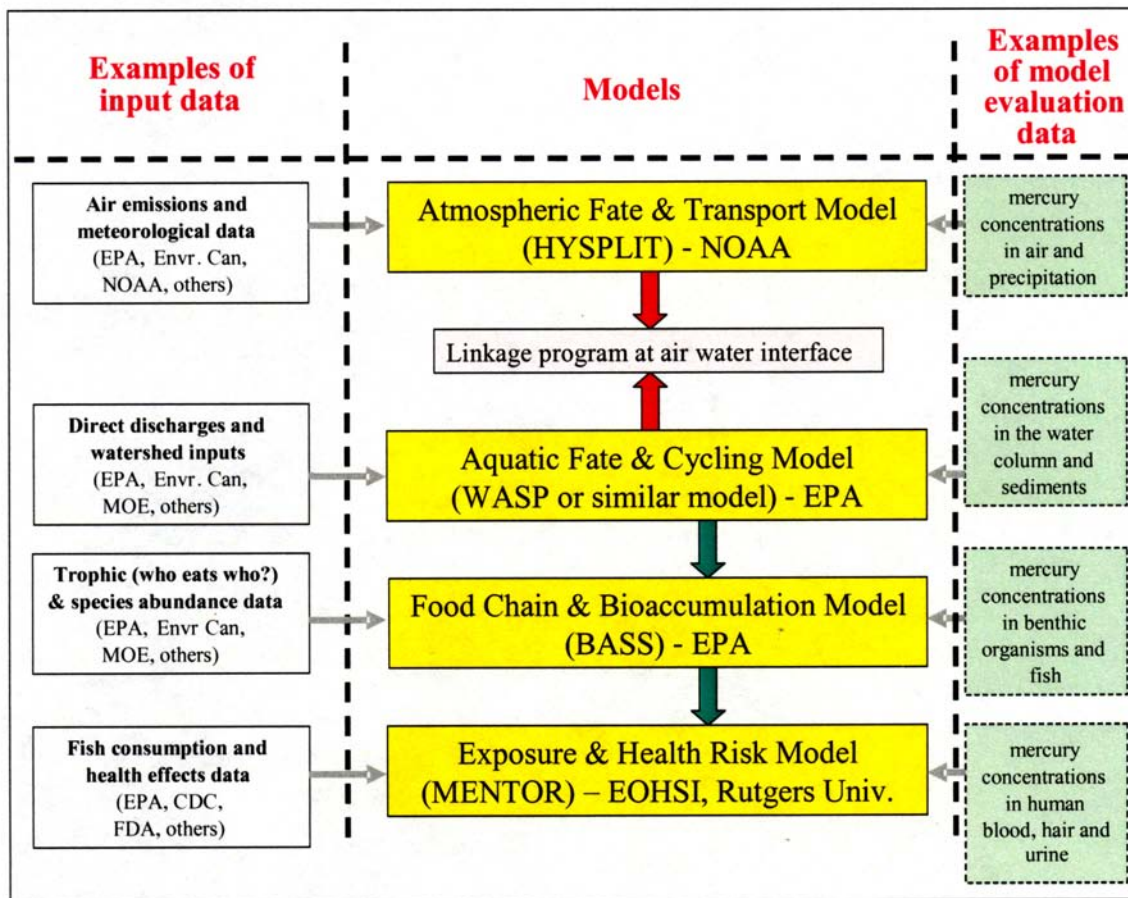 Examples of
input data
Models
Examples
of model
evaluation
data
Air emissions and
meteorological data
(EPA, Envr. Can,
NOAA, others)
Atmospheric Fate & Transport Model
(HYSPLIT) - NOAA
mercury
concentrations
in air and
precipitation
Linkage program at air water interface
Direct discharges and
watershed inputs
(EPA, Envr. Can,
MOE, others)
Aquatic Fate & Cycling Model
(WASP or similar model) - EPA
mercury
concentrations
in the water
column and
sediments
Trophic (who eats who?)
& species abundance data
(EPA, Envr Can,
MOE, others)
Food Chain & Bioaccumulation Model
(BASS) - EPA
mercury
concentrations
in benthic
organisms and
fish
Fish consumption and
health effects data
(EPA, CDC,
FDA, others)
Exposure & Health Risk Model
(MENTOR) – EOHSI, Rutgers Univ.
mercury
concentrations
in human
blood, hair and
urine